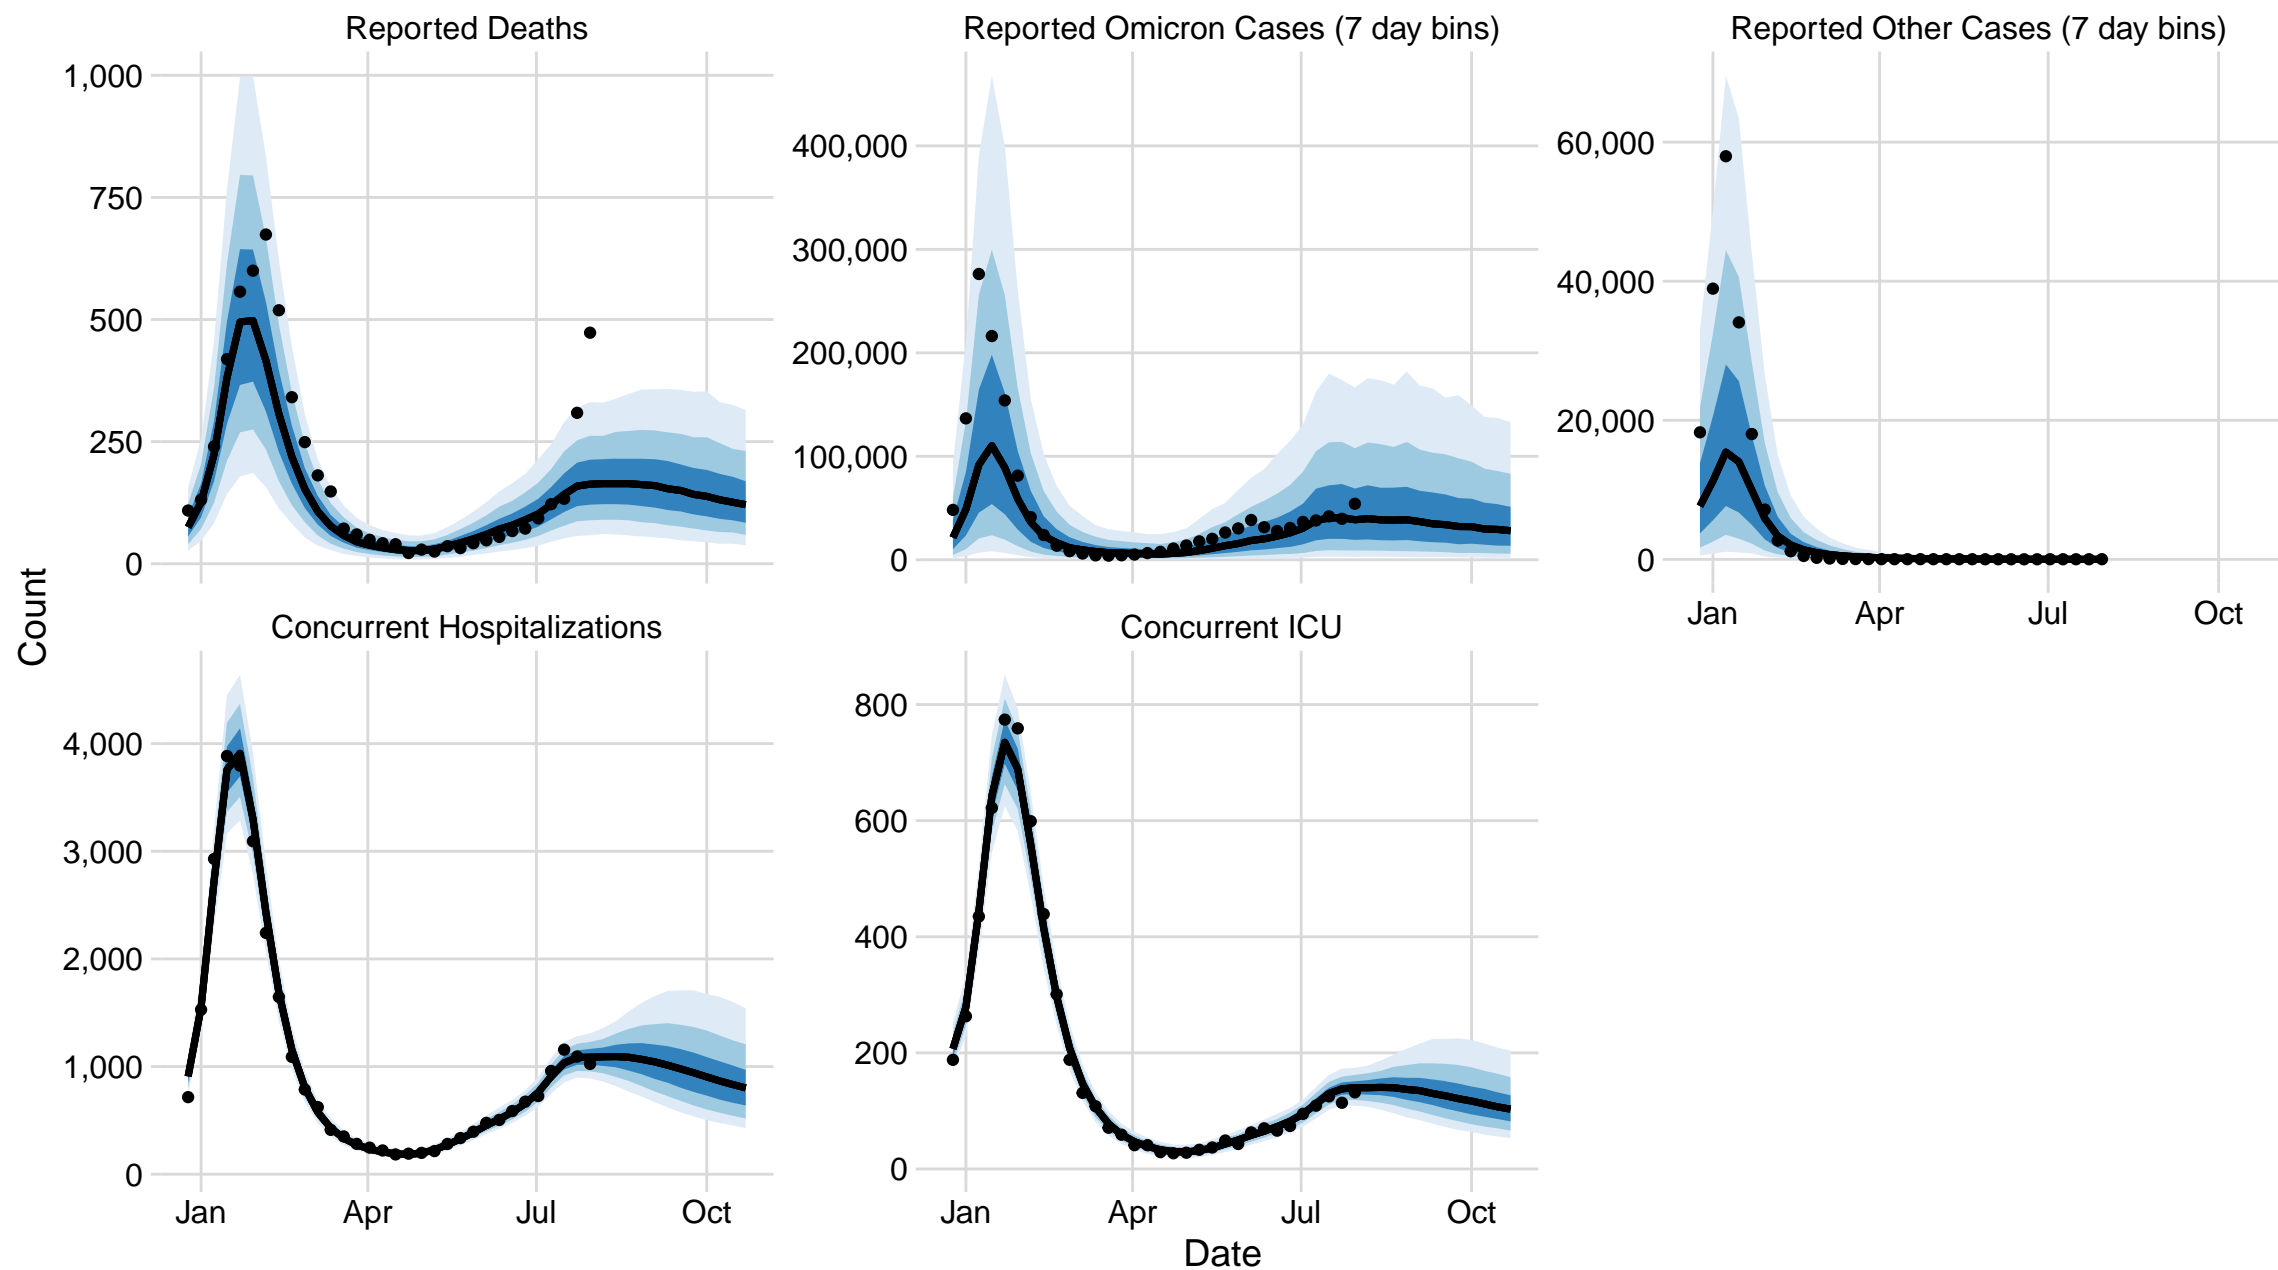 Reported Deaths
Reported Omicron Cases (7 day bins)
Reported Other Cases (7 day bins)
1,000
750
500
250
0
400,000
300,000
200,000
100,000
0
60,000
40,000
20,000
0
Jan Apr Jul Oct
Count
Concurrent Hospitalizations
Concurrent ICU
4,000
3,000
2,000
1,000
0
Jan Apr Jul Oct
800
600
400
200
0
Jan Apr Jul Oct
Date